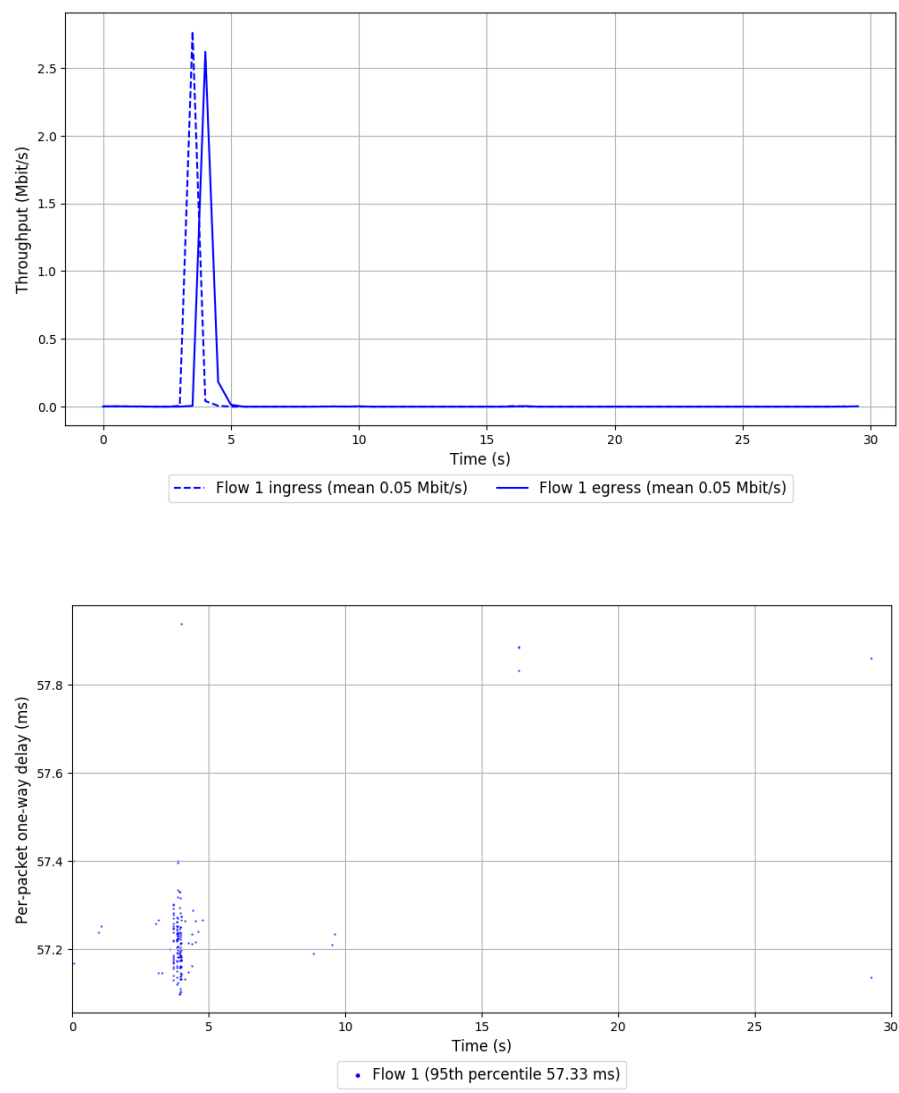 Throughput (Mbit/s)
2.5
2.0
1.5
1.0
0.5
0.0
0 5 10 15 20 25 30
Time (s)
Flow 1 ingress (mean 0.05 Mbit/s) Flow 1 egress (mean 0.05 Mbit/s)
Per-packet one-way delay (ms)
57.8
57.6
57.4
57.2
0 5 10 15 20 25 30
Time (s)
Flow 1 (95th percentile 57.33 ms)